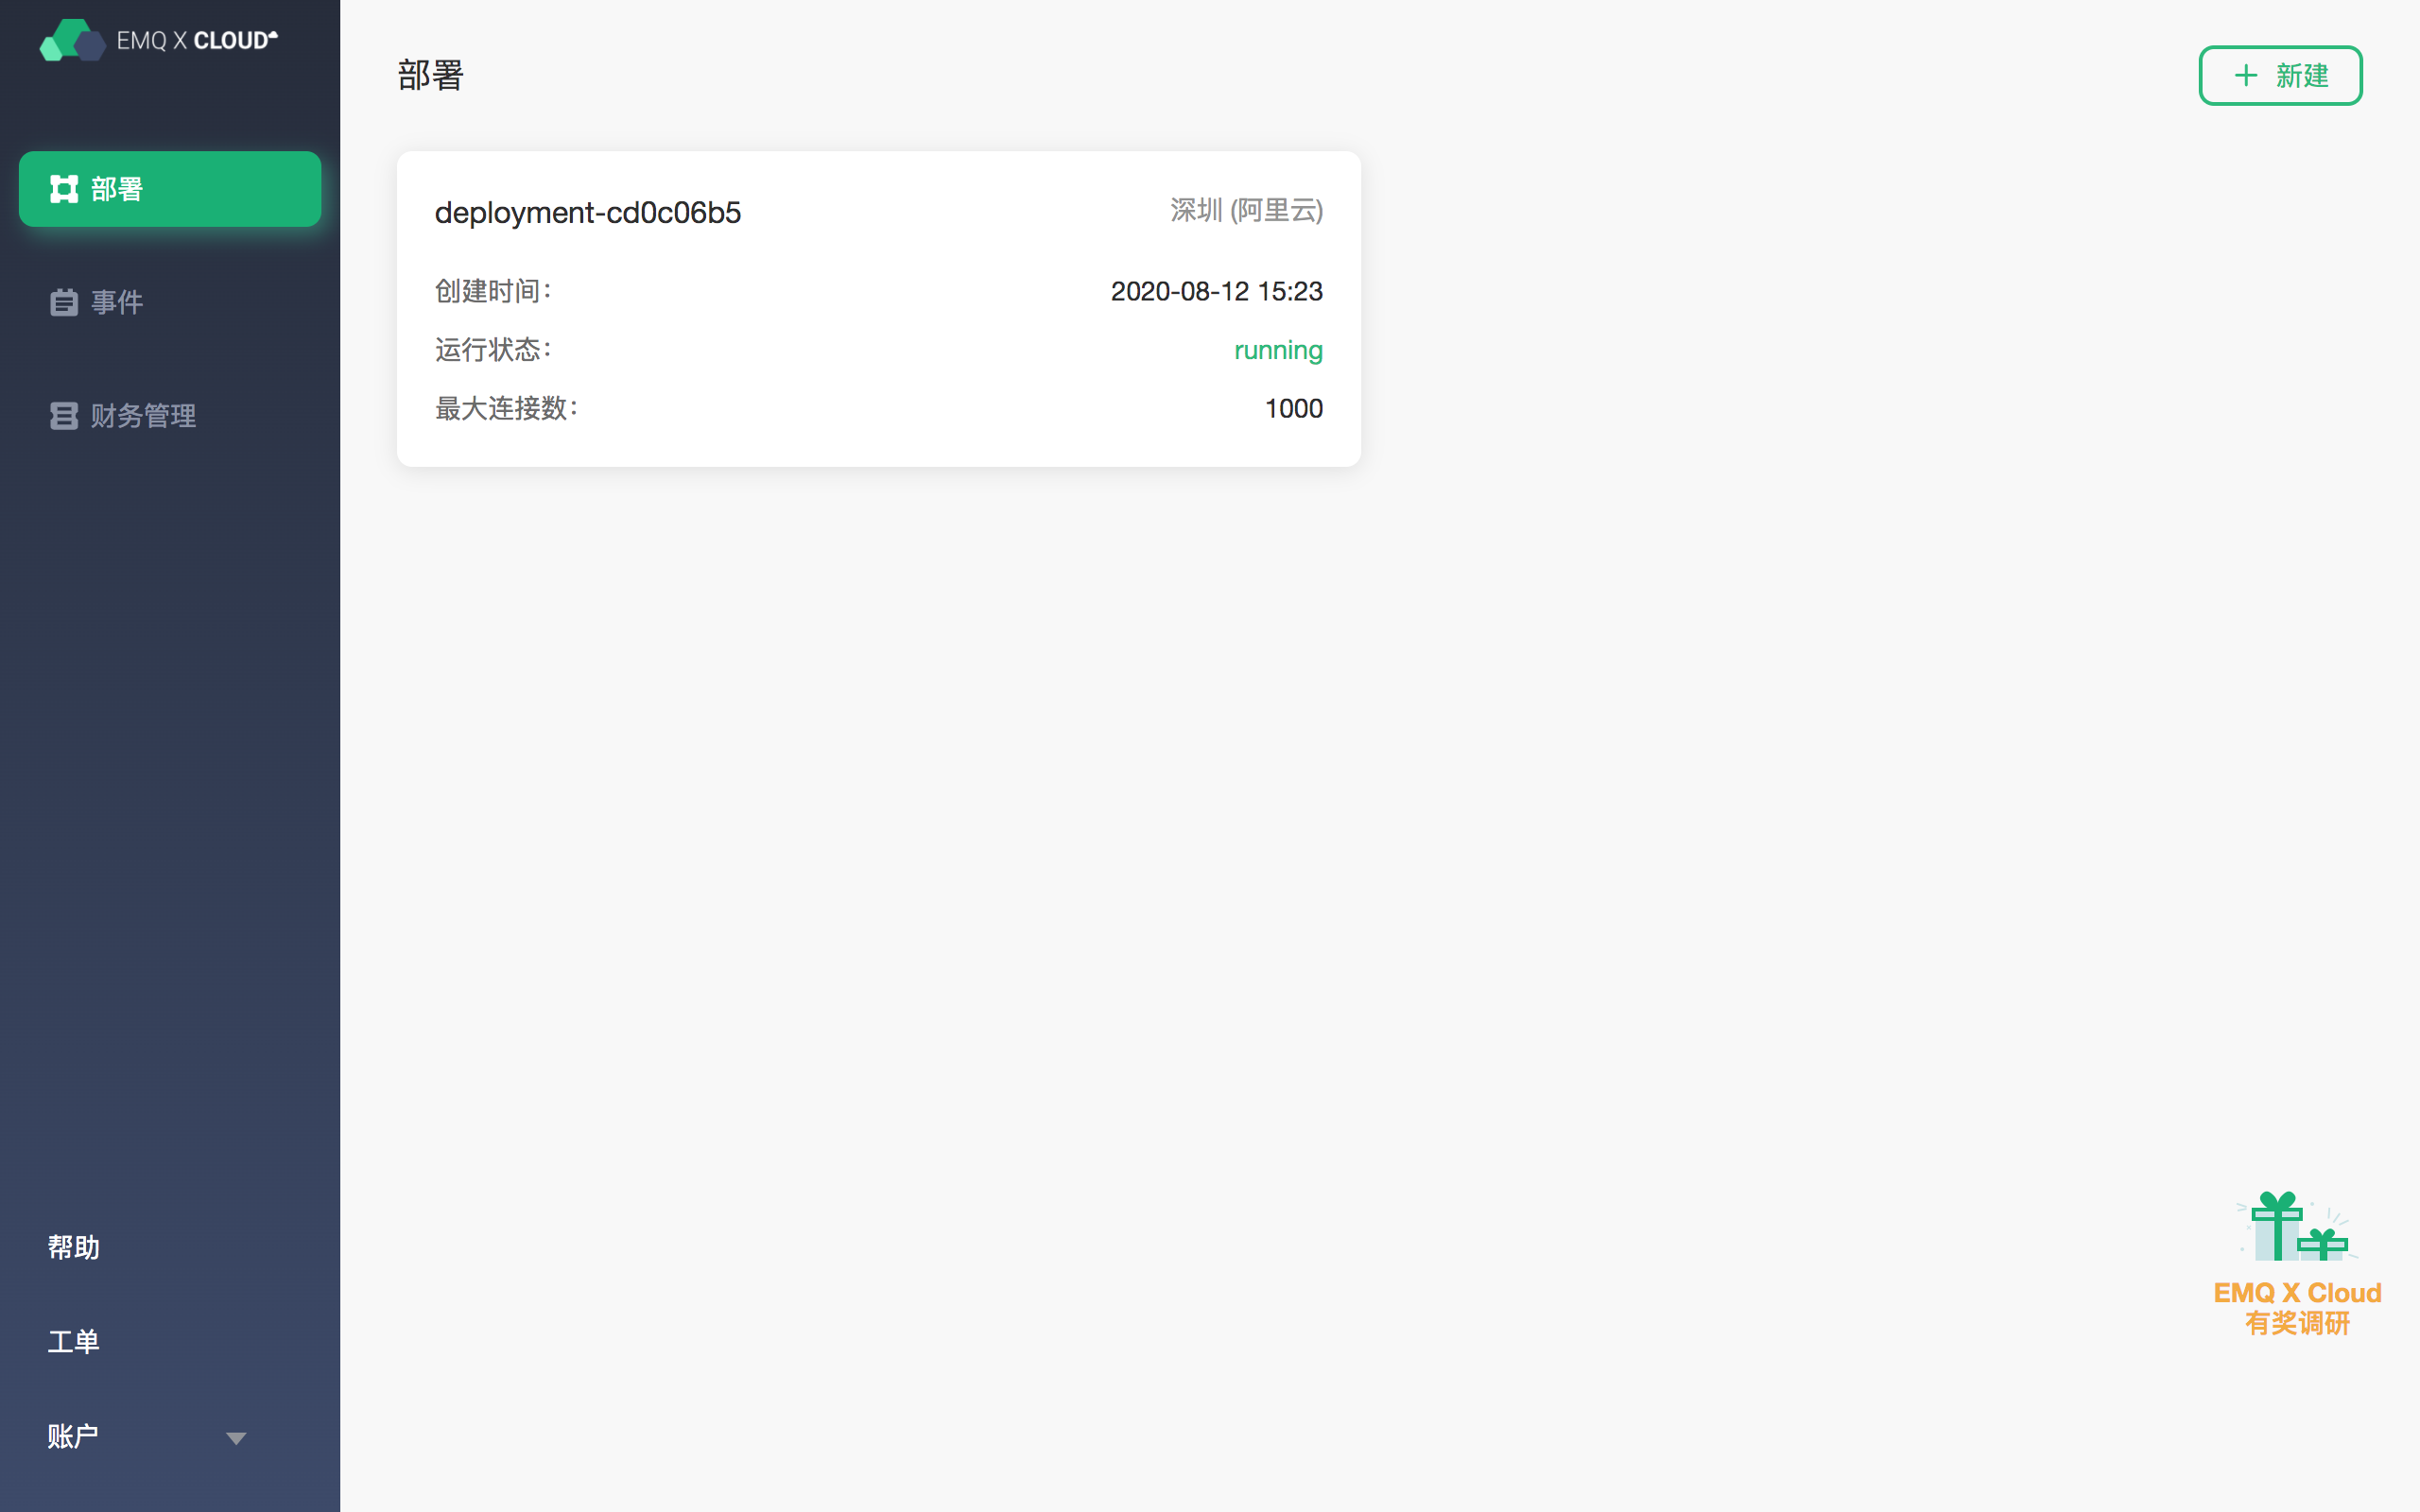 EMQ X CLOUD
部署
事件
财务管理
帮助
工单
账户
部署
新建
deployment-cd0c06b5
深圳 (阿里云)
创建时间：
2020-08-12 15:23
运行状态：
running
最大连接数：
1000
EMQ X Cloud
有奖调研